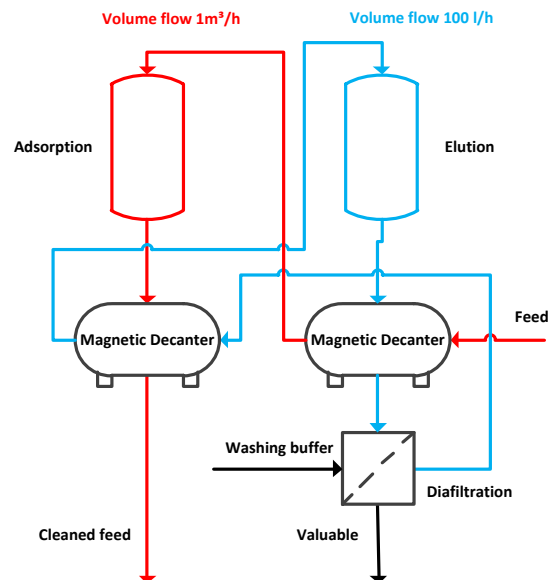 Volume flow 1m³/h
Volume flow 100 l/h
Adsorption
Elution
Feed
Magnetic Decanter
Magnetic Decanter
Washing buffer
Diafiltration
Cleaned feed
Valuable